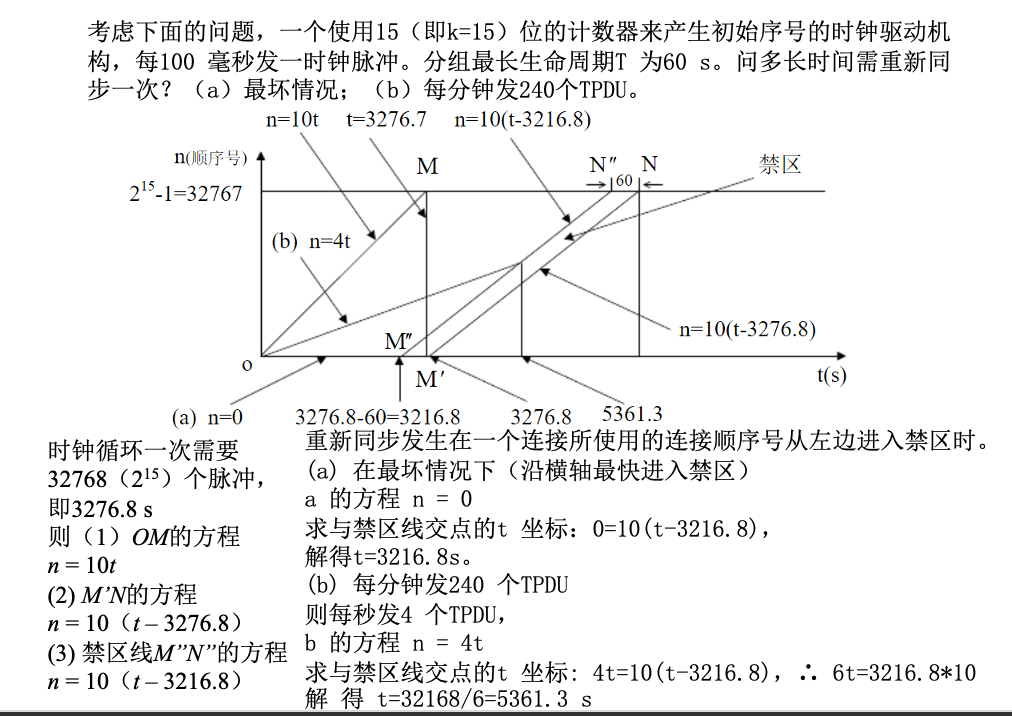 考虑下面的问题，一个使用15（即k=15）位的计数器来产生初始序号的时钟驱动机
构，每100 毫秒发一时钟脉冲。分组最长生命周期T 为60 s。问多长时间需重新同
步一次？（a）最坏情况；（b）每分钟发240个TPDU。
n=10t t=3276.7 n=10(t-3216.8)
n(顺序号) M N″ N 禁区
60
2¹⁵-1=32767
(b) n=4t
n=10(t-3276.8)
M″
o M′ t(s)
(a) n=0 3276.8-60=3216.8 3276.8 5361.3
时钟循环一次需要
32768（2¹⁵）个脉冲，
即3276.8 s
则（1）OM的方程
n = 10t
(2) M’N的方程
n = 10（t – 3276.8）
(3) 禁区线M”N”的方程
n = 10（t – 3216.8）
重新同步发生在一个连接所使用的连接顺序号从左边进入禁区时。
(a) 在最坏情况下（沿横轴最快进入禁区）
a 的方程 n = 0
求与禁区线交点的t 坐标：0=10(t-3216.8)，
解得t=3216.8s。
(b) 每分钟发240 个TPDU
则每秒发4 个TPDU，
b 的方程 n = 4t
求与禁区线交点的t 坐标: 4t=10(t-3216.8)，∴ 6t=3216.8*10
解 得 t=32168/6=5361.3 s